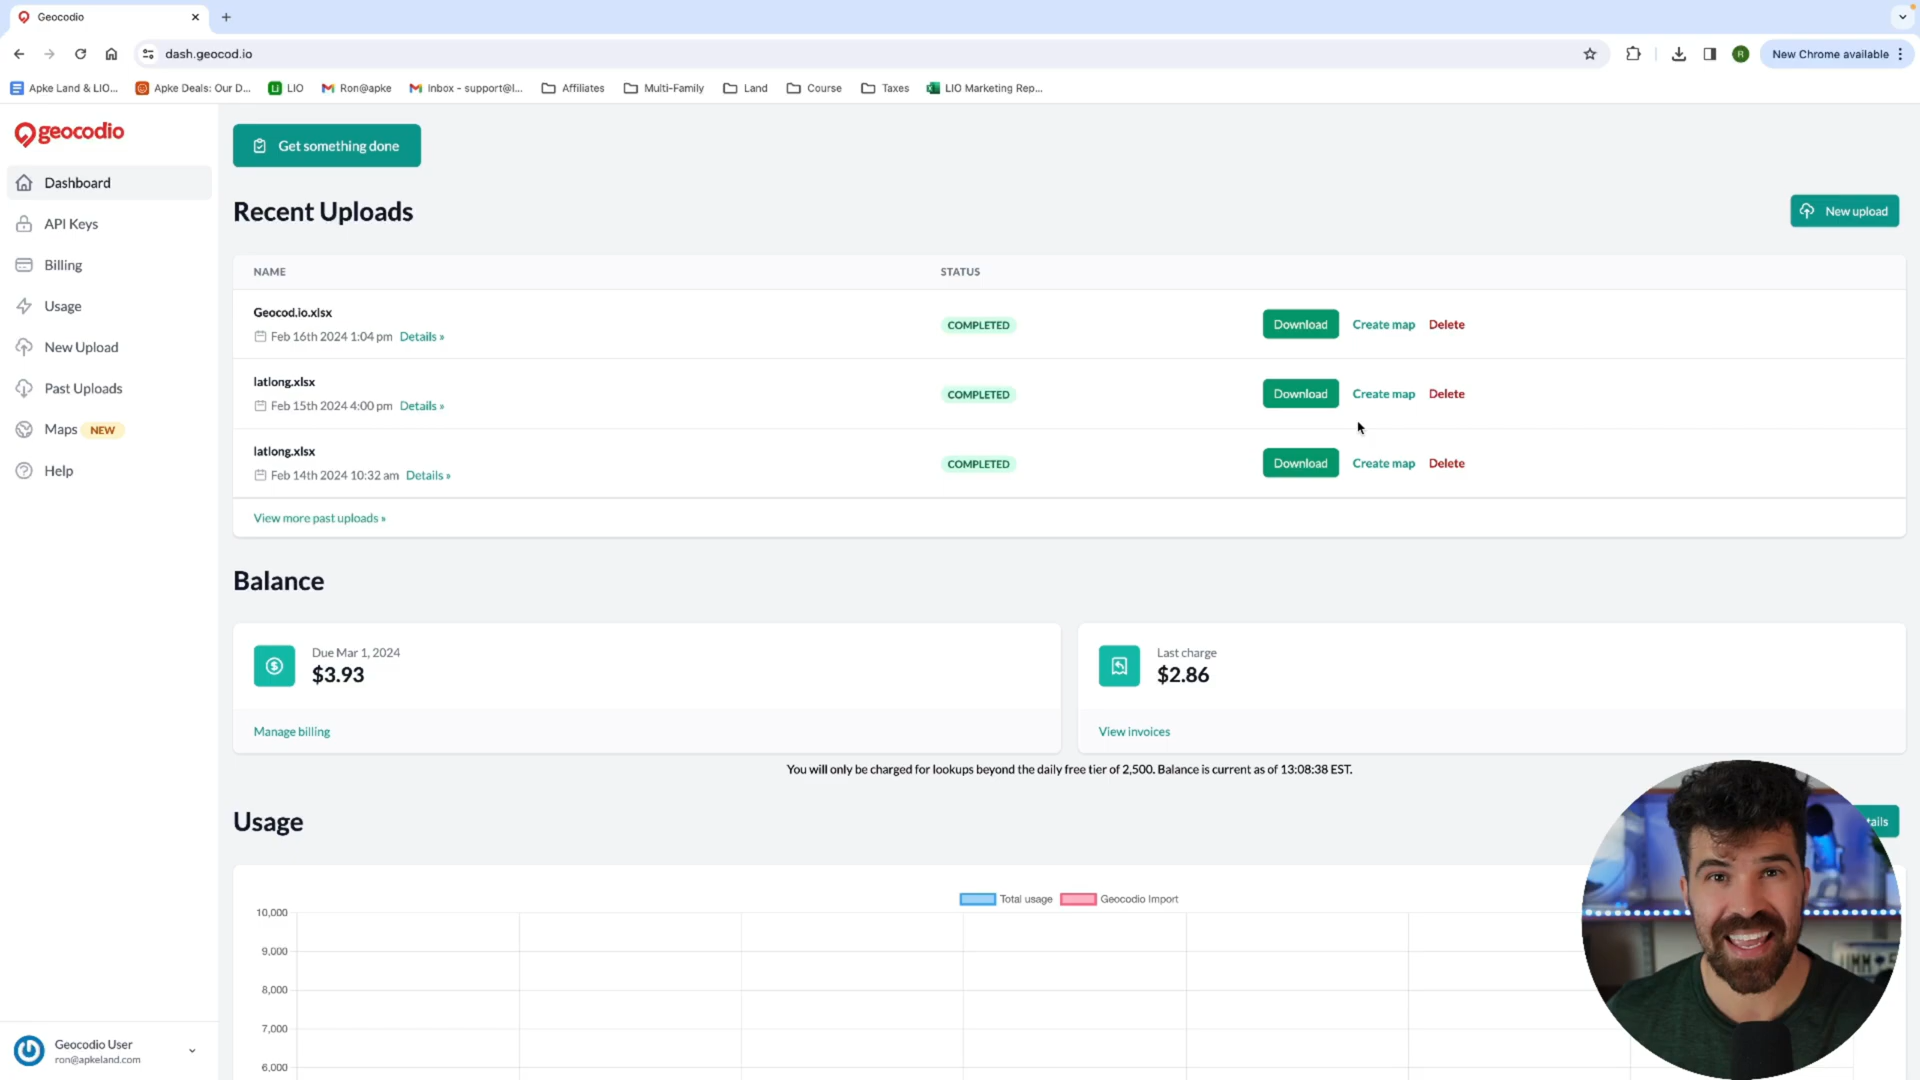 Geocodio
dash.geocod.io
New Chrome available
Apke Land & LIO...
Apke Deals: Our D...
LIO
Ron@apke
Inbox - support@l...
Affiliates
Multi-Family
Land
Course
Taxes
LIO Marketing Rep...
geocodio
Dashboard
API Keys
Billing
Usage
New Upload
Past Uploads
Maps NEW
Help
Geocodio User
ron@apkeland.com
Get something done
Recent Uploads
New upload
NAME STATUS
Geocod.io.xlsx
Feb 16th 2024 1:04 pm Details »
COMPLETED
Download Create map Delete
latlong.xlsx
Feb 15th 2024 4:00 pm Details »
COMPLETED
Download Create map Delete
latlong.xlsx
Feb 14th 2024 10:32 am Details »
COMPLETED
Download Create map Delete
View more past uploads »
Balance
Due Mar 1, 2024
$3.93
Manage billing
Last charge
$2.86
View invoices
You will only be charged for lookups beyond the daily free tier of 2,500. Balance is current as of 13:08:38 EST.
Usage
tails
Total usage Geocodio Import
10,000
9,000
8,000
7,000
6,000